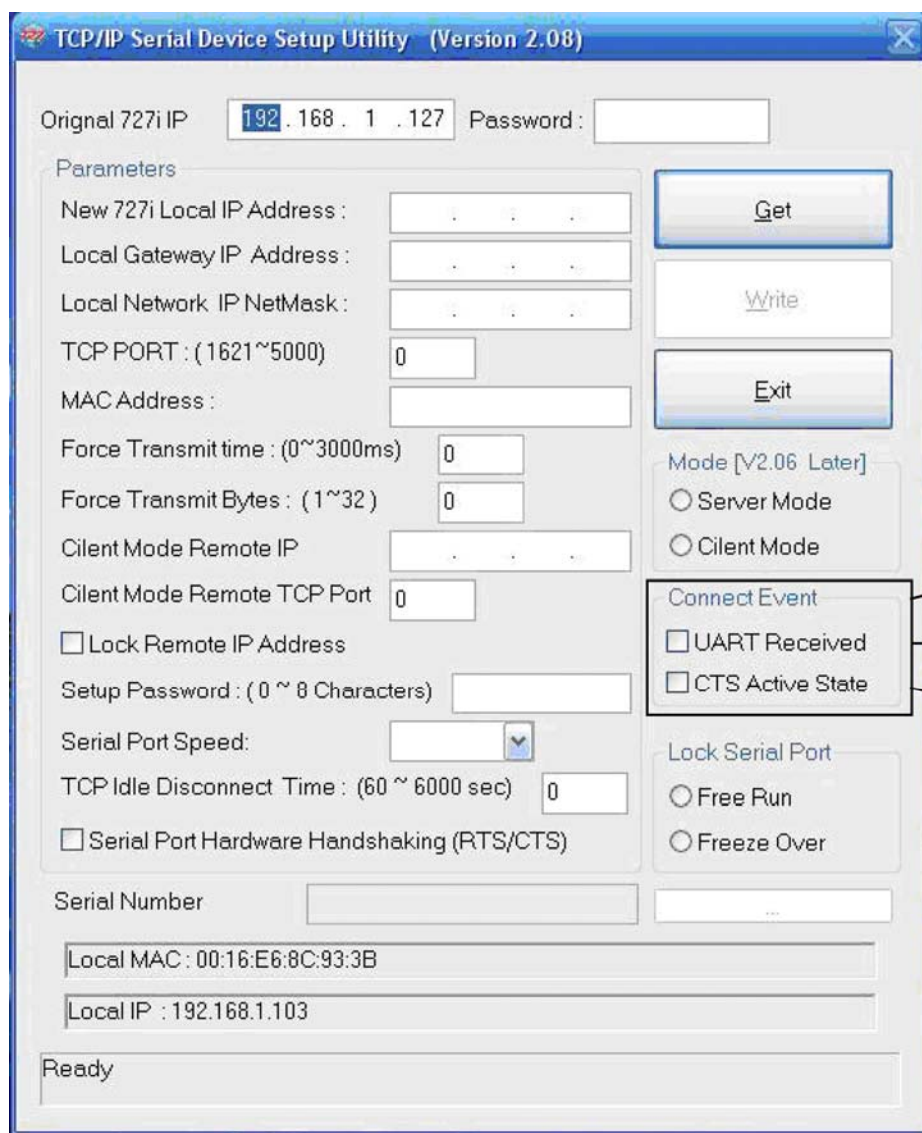 TCP/IP Serial Device Setup Utility (Version 2.08)
Orignal 727i IP 192 . 168 . 1 . 127 Password :
Parameters
New 727i Local IP Address : . . .
Local Gateway IP Address : . . .
Local Network IP NetMask : . . .
TCP PORT : ( 1621~5000) 0
MAC Address :
Force Transmit time : (0~3000ms) 0
Force Transmit Bytes : ( 1~32 ) 0
Cilent Mode Remote IP . . .
Cilent Mode Remote TCP Port 0
Lock Remote IP Address
Setup Password : ( 0 ~ 8 Characters)
Serial Port Speed:
TCP Idle Disconnect Time : (60 ~ 6000 sec) 0
Serial Port Hardware Handshaking (RTS/CTS)
Get
Write
Exit
Mode [V2.06 Later]
Server Mode
Cilent Mode
Connect Event
UART Received
CTS Active State
Lock Serial Port
Free Run
Freeze Over
Serial Number
...
Local MAC : 00:16:E6:8C:93:3B
Local IP : 192.168.1.103
Ready